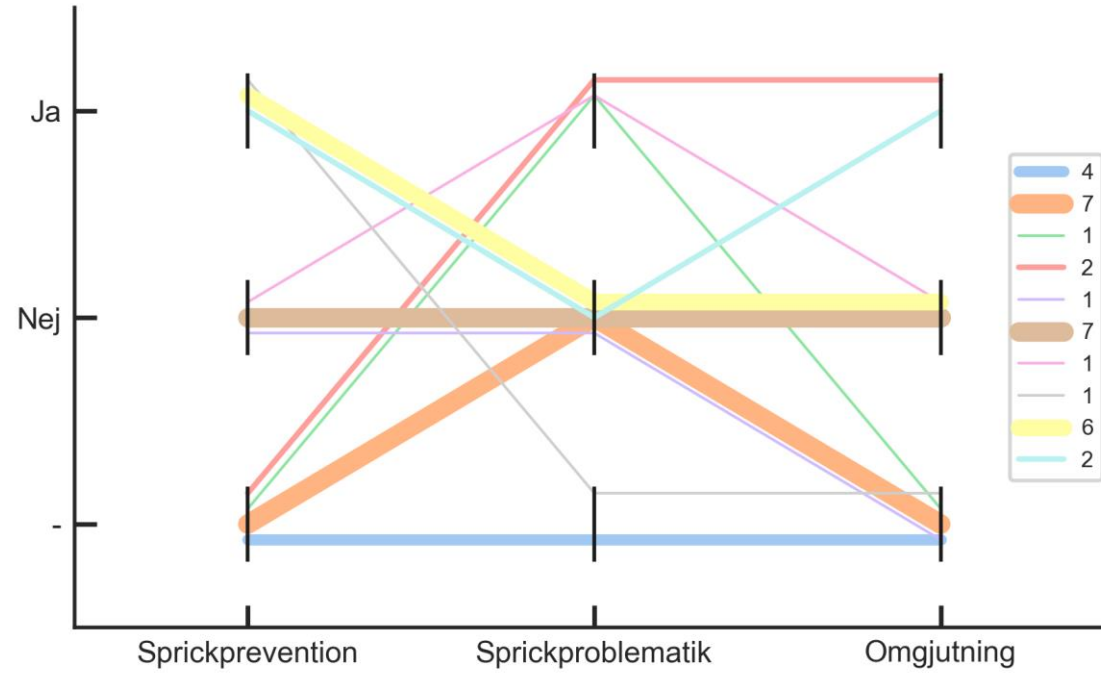 Ja
Nej
-
Sprickprevention
Sprickproblematik
Omgjutning
4
7
1
2
1
7
1
1
6
2